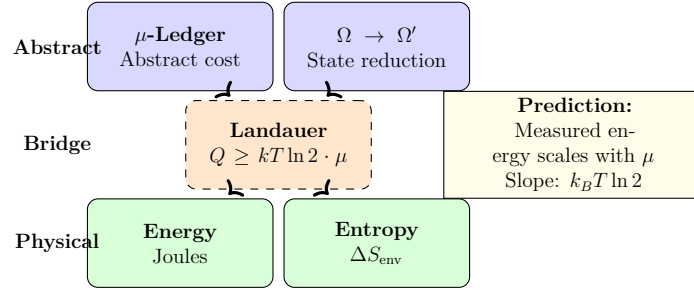 Abstract
μ-Ledger
Abstract cost
Ω → Ω′
State reduction
Bridge
Landauer
Q ≥ kT ln 2 · μ
Prediction:
Measured en-
ergy scales with μ
Slope: k_BT ln 2
Physical
Energy
Joules
Entropy
ΔS_env